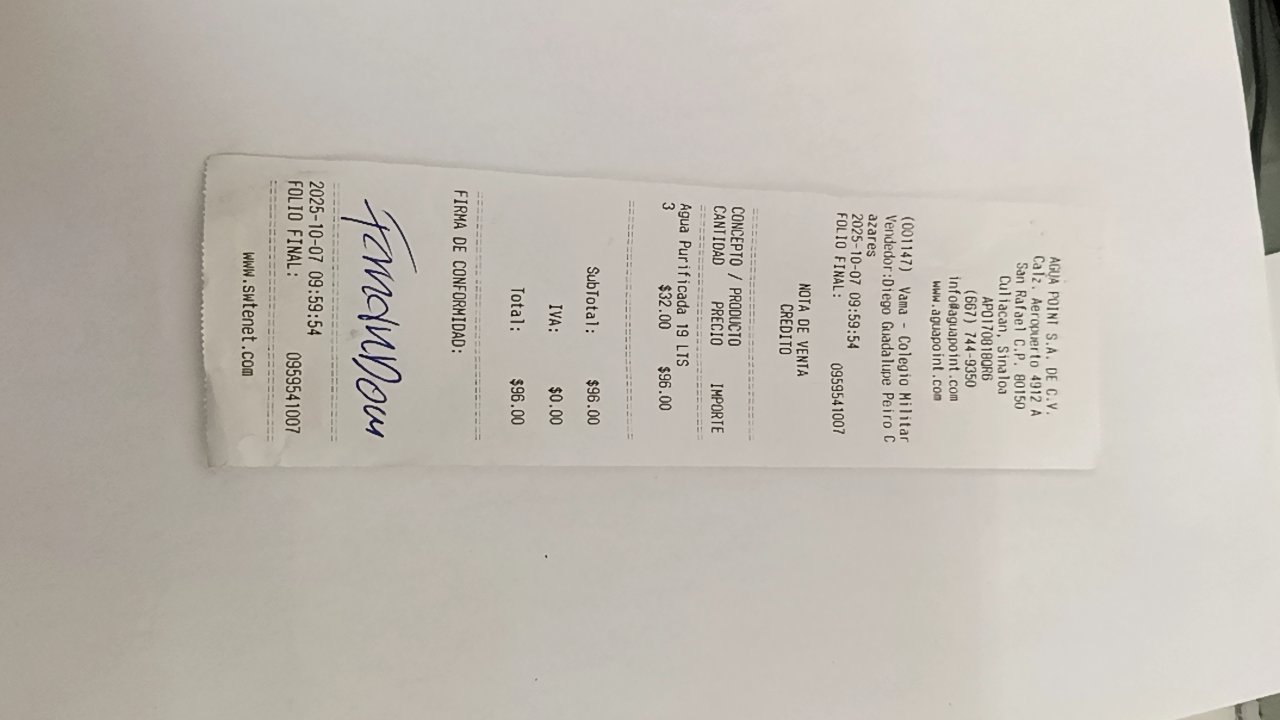 AGUA POINT S.A. DE C.V.
Calz. Aeropuerto 4912 A
San Rafael C.P. 80150
Culiacan, Sinaloa
APO170818QR6
(667) 744-9350
info@aguapoint.com
www.aguapoint.com
(001147) Vama - Colegio Militar
Vendedor:Diego Guadalupe Peiro C
azares
2025-10-07 09:59:54
FOLIO FINAL: 0959541007
NOTA DE VENTA
CREDITO
CONCEPTO / PRODUCTO
CANTIDAD PRECIO IMPORTE
Agua Purificada 19 LTS
3 $32.00 $96.00
SubTotal: $96.00
IVA: $0.00
Total: $96.00
FIRMA DE CONFORMIDAD:
2025-10-07 09:59:54
FOLIO FINAL: 0959541007
www.swtenet.com